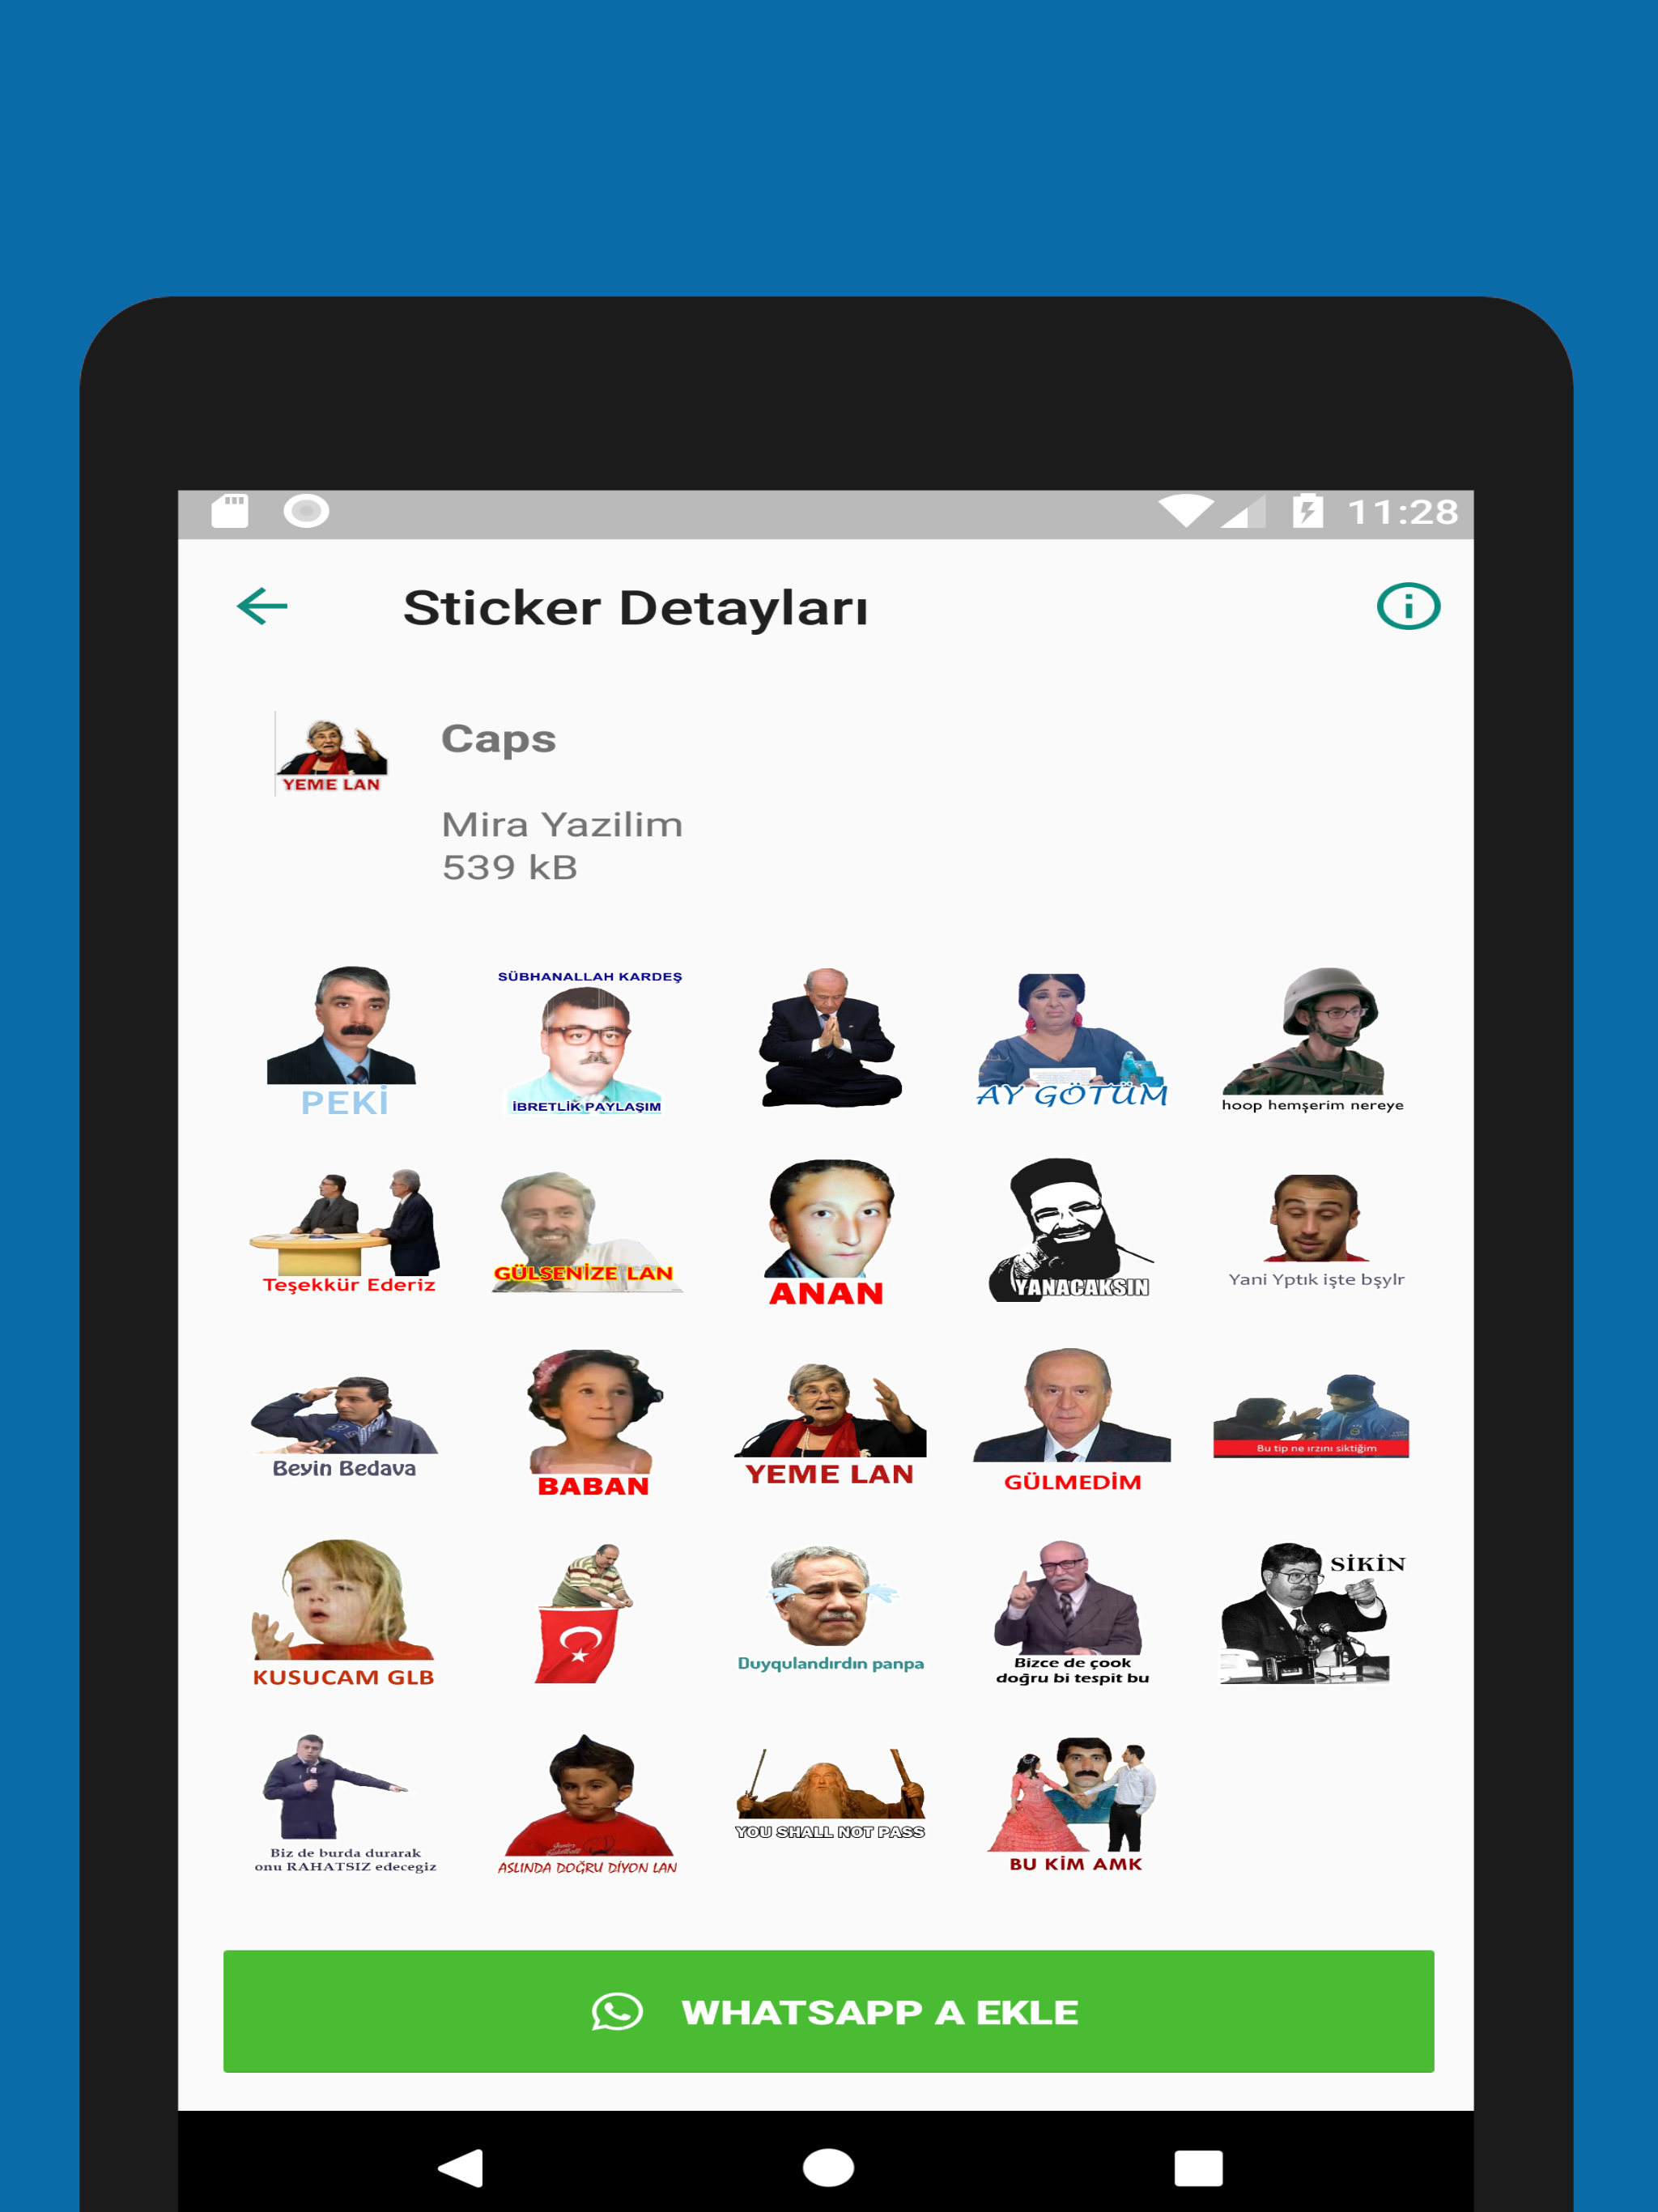 11:28
Sticker Detayları
YEME LAN
Caps
Mira Yazilim
539 kB
PEKİ
SÜBHANALLAH KARDEŞ
İBRETLİK PAYLAŞIM
AY GÖTÜM
hoop hemşerim nereye
Teşekkür Ederiz
GÜLSENİZE LAN
ANAN
YANACAKSIN
Yani Yptık işte bşylr
Beyin Bedava
BABAN
YEME LAN
GÜLMEDİM
Bu tip ne ırzını siktiğim
KUSUCAM GLB
Duyqulandırdın panpa
Bizce de çook
doğru bi tespit bu
SİKİN
Biz de burda durarak
onu RAHATSIZ edecegiz
ASLINDA DOĞRU DİYON LAN
YOU SHALL NOT PASS
BU KİM AMK
WHATSAPP A EKLE